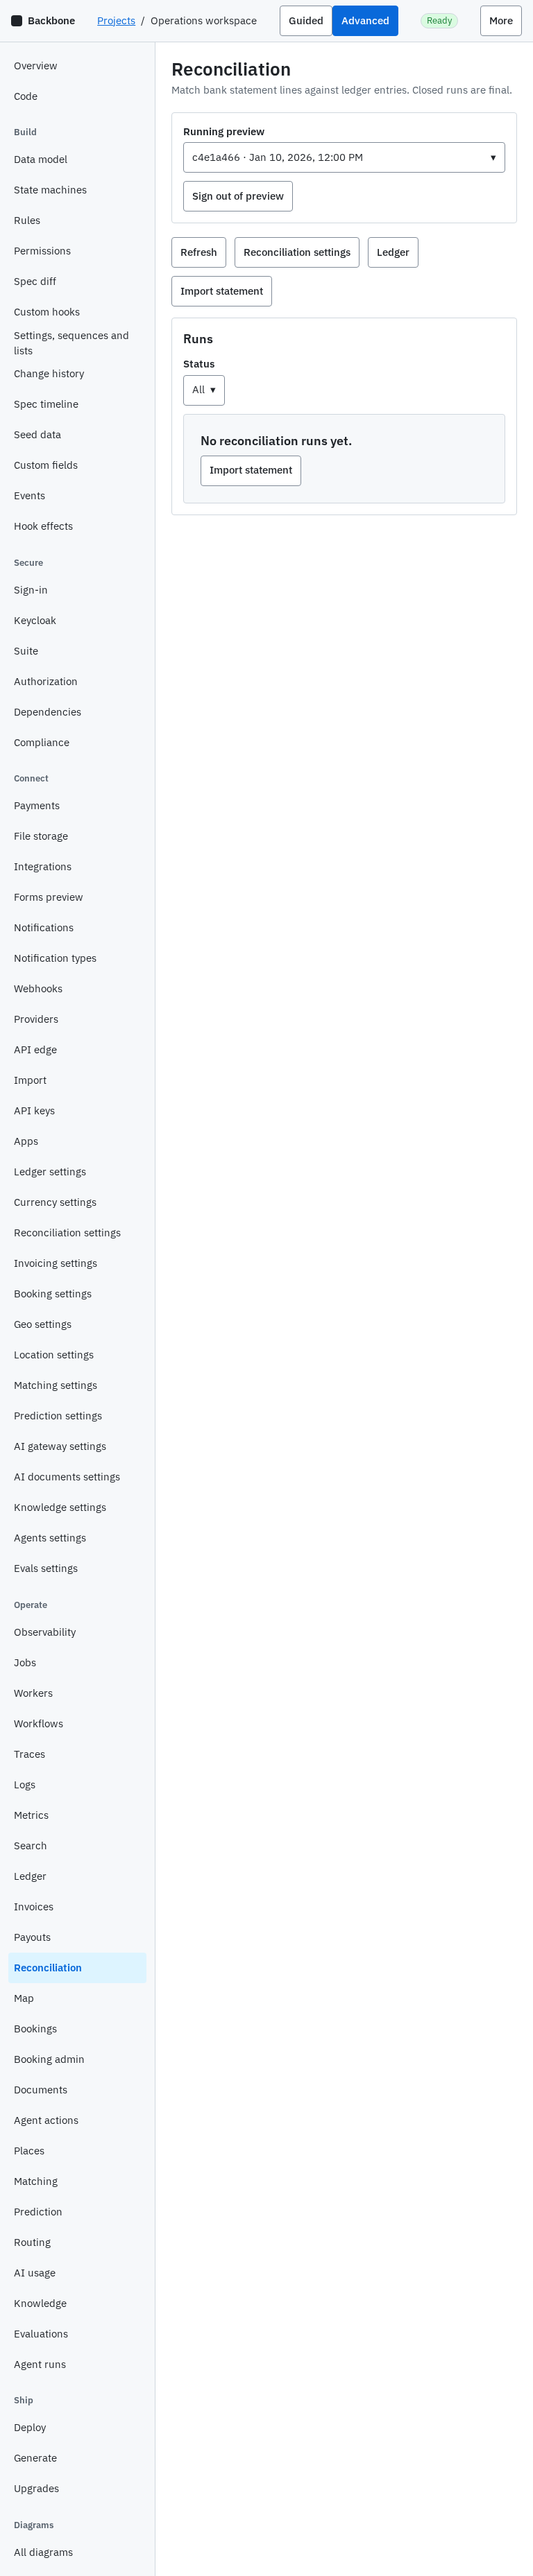 Backbone
Projects / Operations workspace
Guided
Advanced
Ready
More
Overview
Code
Build
Data model
State machines
Rules
Permissions
Spec diff
Custom hooks
Settings, sequences and
lists
Change history
Spec timeline
Seed data
Custom fields
Events
Hook effects
Secure
Sign-in
Keycloak
Suite
Authorization
Dependencies
Compliance
Connect
Payments
File storage
Integrations
Forms preview
Notifications
Notification types
Webhooks
Providers
API edge
Import
API keys
Apps
Ledger settings
Currency settings
Reconciliation settings
Invoicing settings
Booking settings
Geo settings
Location settings
Matching settings
Prediction settings
AI gateway settings
AI documents settings
Knowledge settings
Agents settings
Evals settings
Operate
Observability
Jobs
Workers
Workflows
Traces
Logs
Metrics
Search
Ledger
Invoices
Payouts
Reconciliation
Map
Bookings
Booking admin
Documents
Agent actions
Places
Matching
Prediction
Routing
AI usage
Knowledge
Evaluations
Agent runs
Ship
Deploy
Generate
Upgrades
Diagrams
All diagrams
Reconciliation
Match bank statement lines against ledger entries. Closed runs are final.
Running preview
c4e1a466 · Jan 10, 2026, 12:00 PM
Sign out of preview
Refresh
Reconciliation settings
Ledger
Import statement
Runs
Status
All
No reconciliation runs yet.
Import statement